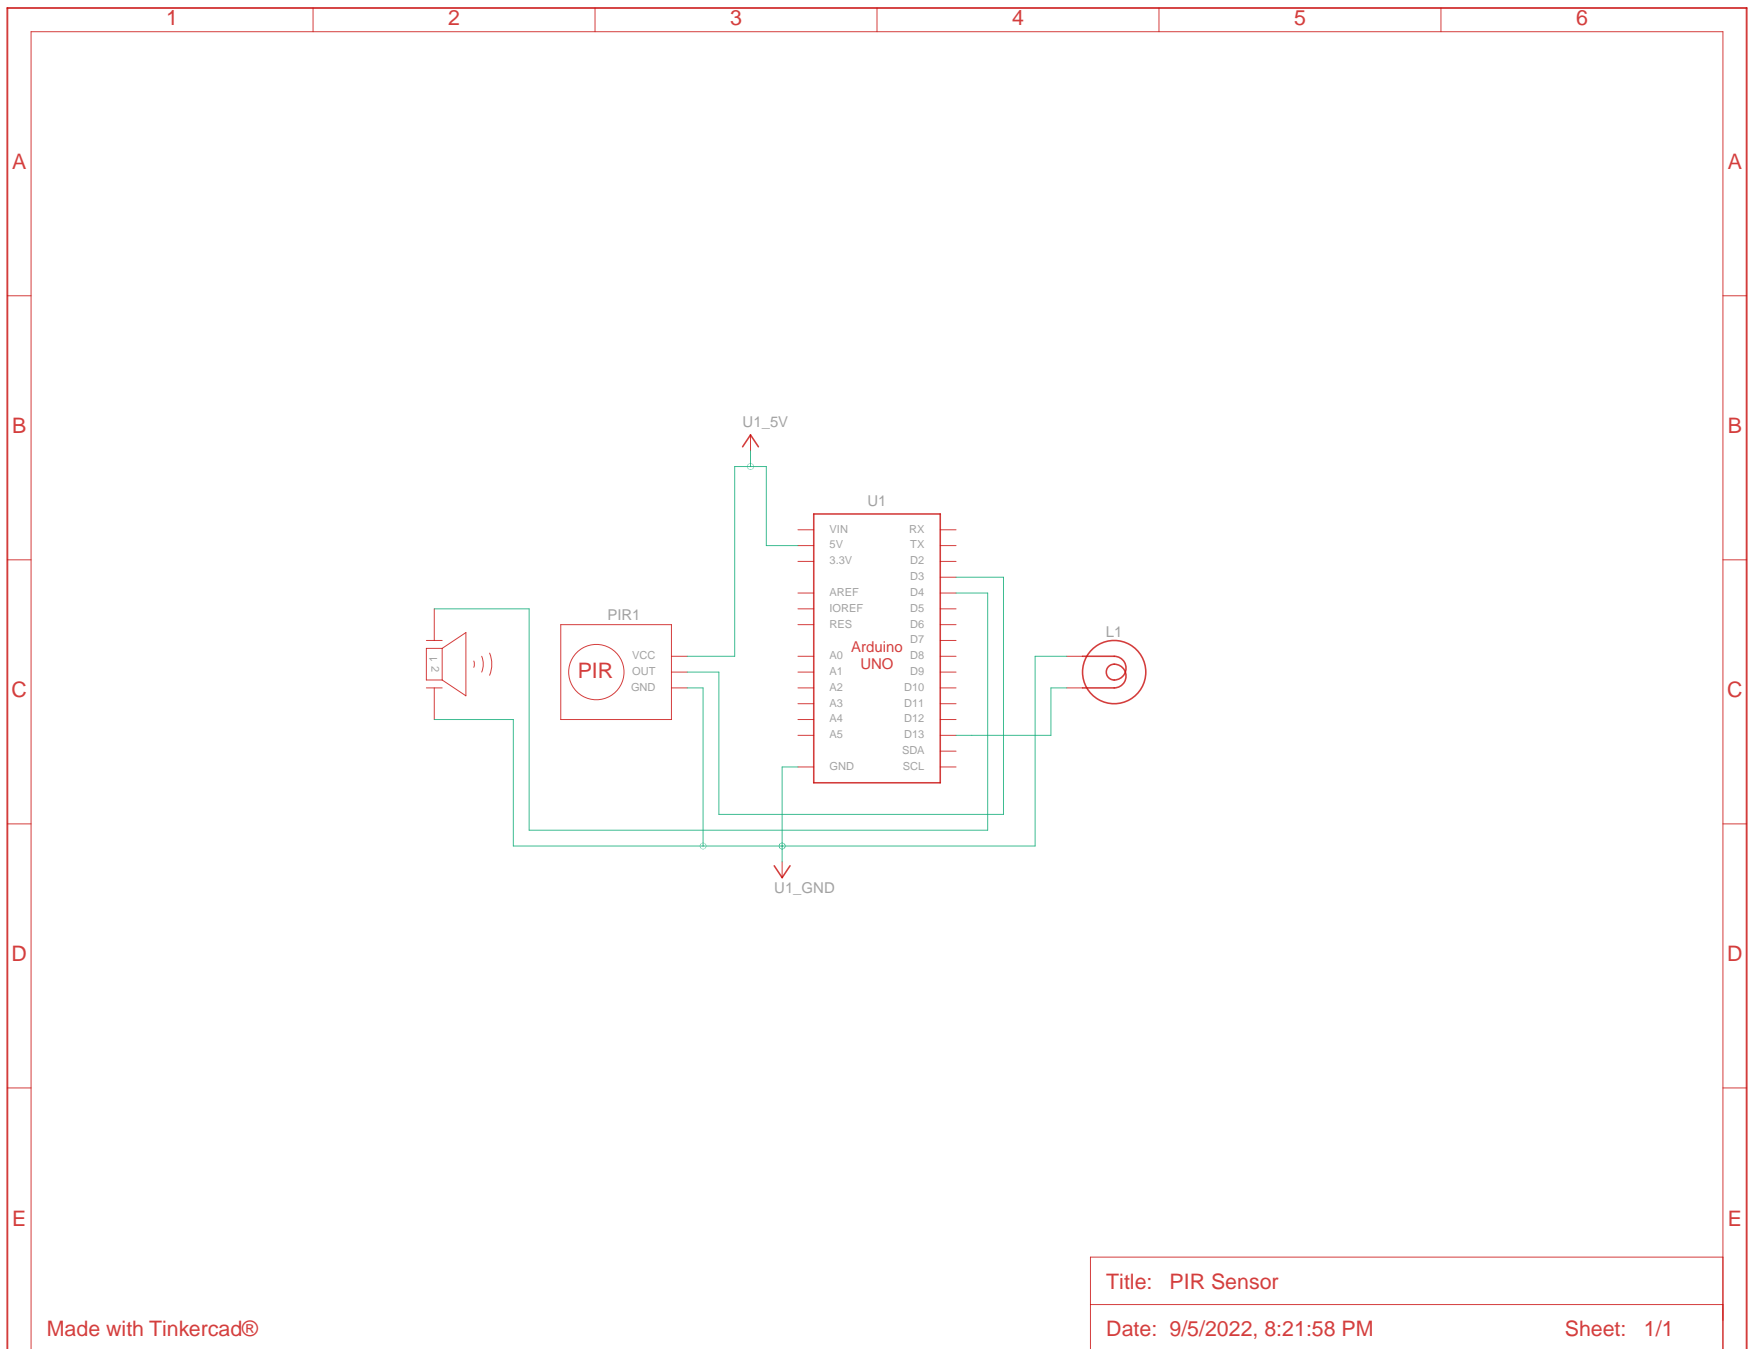 1 2 3 4 5 6
A A
B B
U1_5V
U1
VIN RX
5V TX
3.3V D2
D3
AREF D4
IOREF D5
RES D6
D7
Arduino
UNO
A0 D8
A1 D9
A2 D10
A3 D11
A4 D12
A5 D13
SDA
GND SCL
PIR1
PIR
VCC
OUT
GND
1 2
L1
C C
U1_GND
D D
E E
Title: PIR Sensor
Made with Tinkercad®
Date: 9/5/2022, 8:21:58 PM Sheet: 1/1